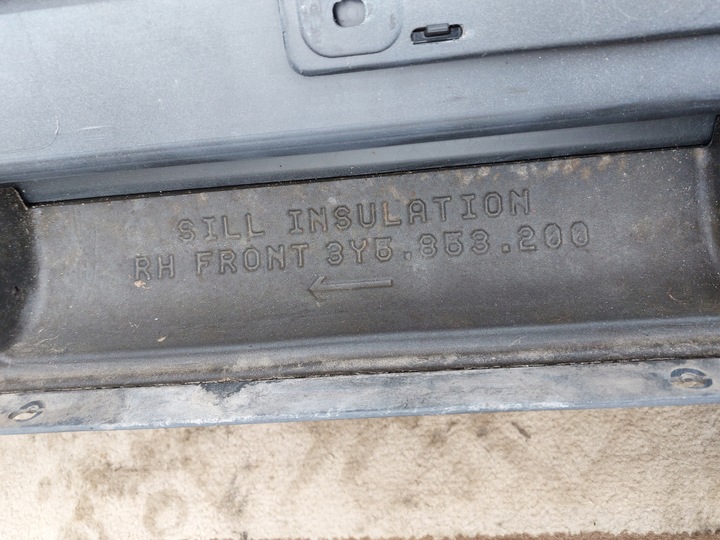 SILL INSULATION
RH FRONT 3Y5.853.200